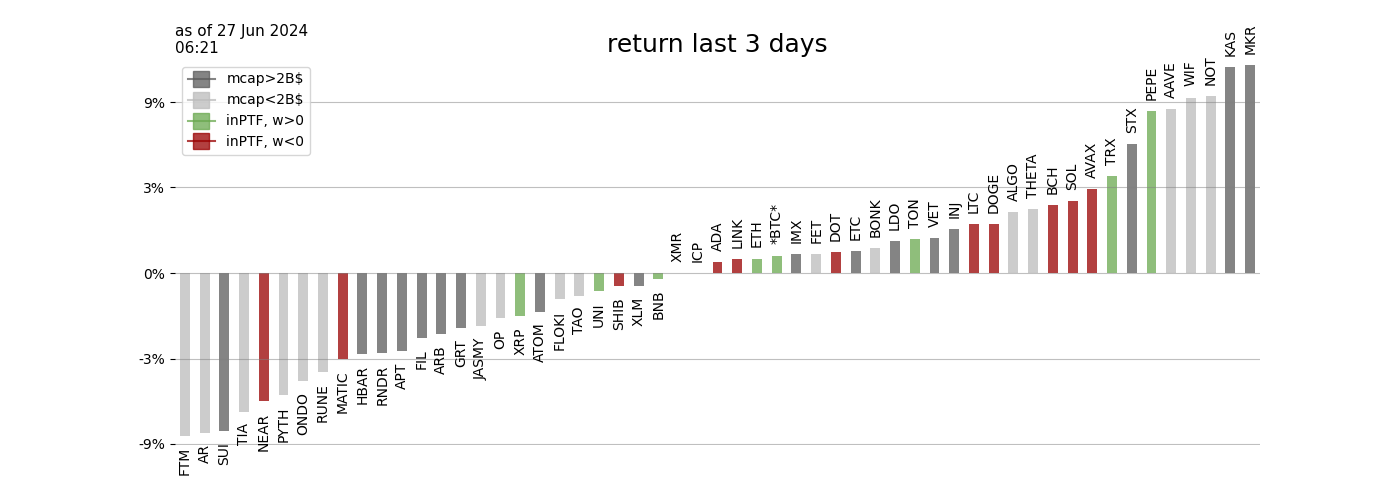 as of 27 Jun 2024
06:21
return last 3 days
mcap>2B$
mcap<2B$
inPTF, w>0
inPTF, w<0
9%
3%
0%
-3%
-9%
FTM
AR
SUI
TIA
NEAR
PYTH
ONDO
RUNE
MATIC
HBAR
RNDR
APT
FIL
ARB
GRT
JASMY
OP
XRP
ATOM
FLOKI
TAO
UNI
SHIB
XLM
BNB
XMR
ICP
ADA
LINK
ETH
*BTC*
IMX
FET
DOT
ETC
BONK
LDO
TON
VET
INJ
LTC
DOGE
ALGO
THETA
BCH
SOL
AVAX
TRX
STX
PEPE
AAVE
WIF
NOT
KAS
MKR